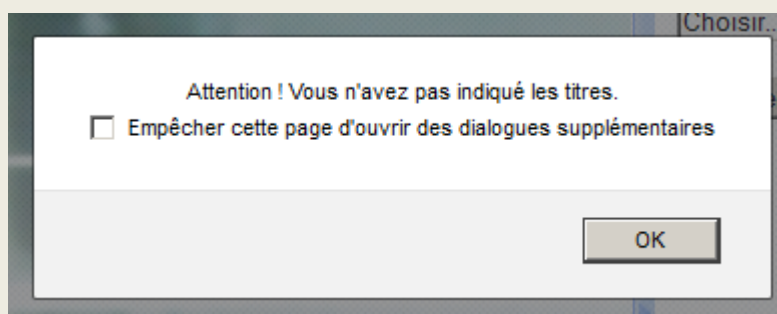 [Choisir...
Attention ! Vous n'avez pas indiqué les titres.
Empêcher cette page d'ouvrir des dialogues supplémentaires
OK